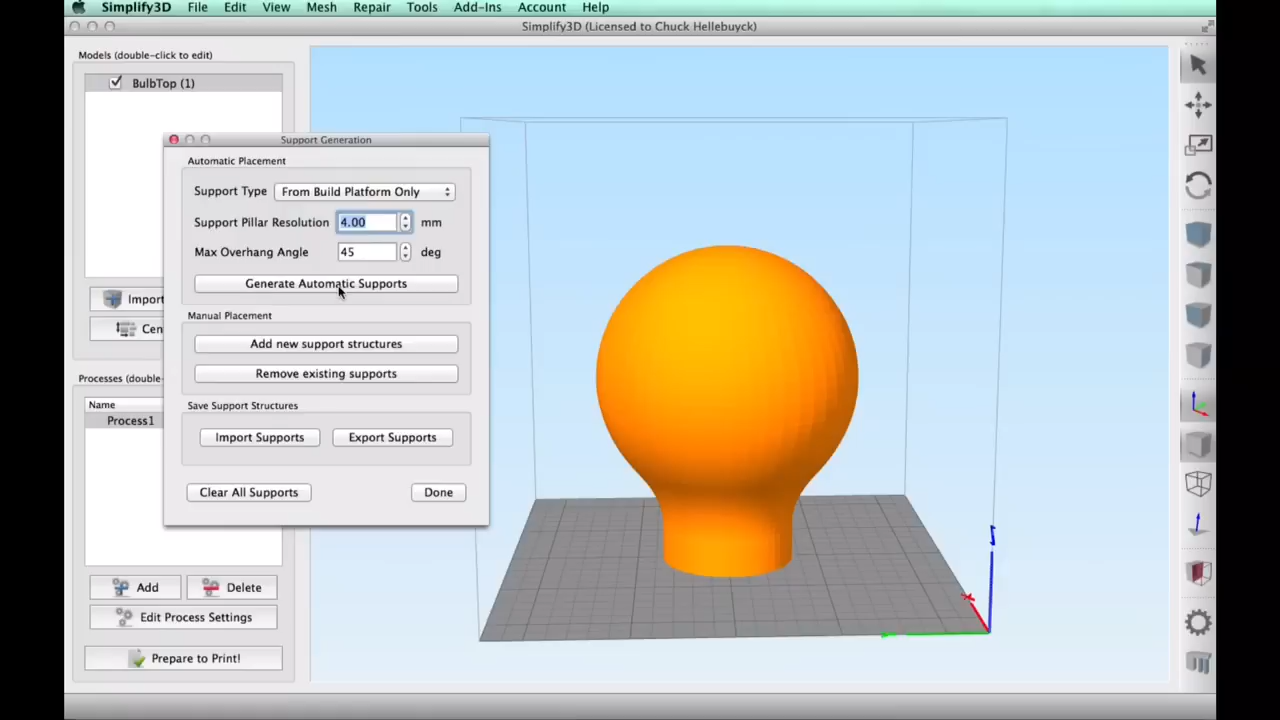 Simplify3D File Edit View Mesh Repair Tools Add-Ins Account Help
Simplify3D (Licensed to Chuck Hellebuyck)
Models (double-click to edit)
BulbTop (1)
Support Generation
Automatic Placement
Support Type From Build Platform Only
Support Pillar Resolution 4.00 mm
Max Overhang Angle 45 deg
Generate Automatic Supports
Import
Manual Placement
Cen
Add new support structures
Remove existing supports
Processes (double-
Save Support Structures
Name
Process1
Import Supports Export Supports
Clear All Supports Done
Add Delete
Edit Process Settings
Prepare to Print!